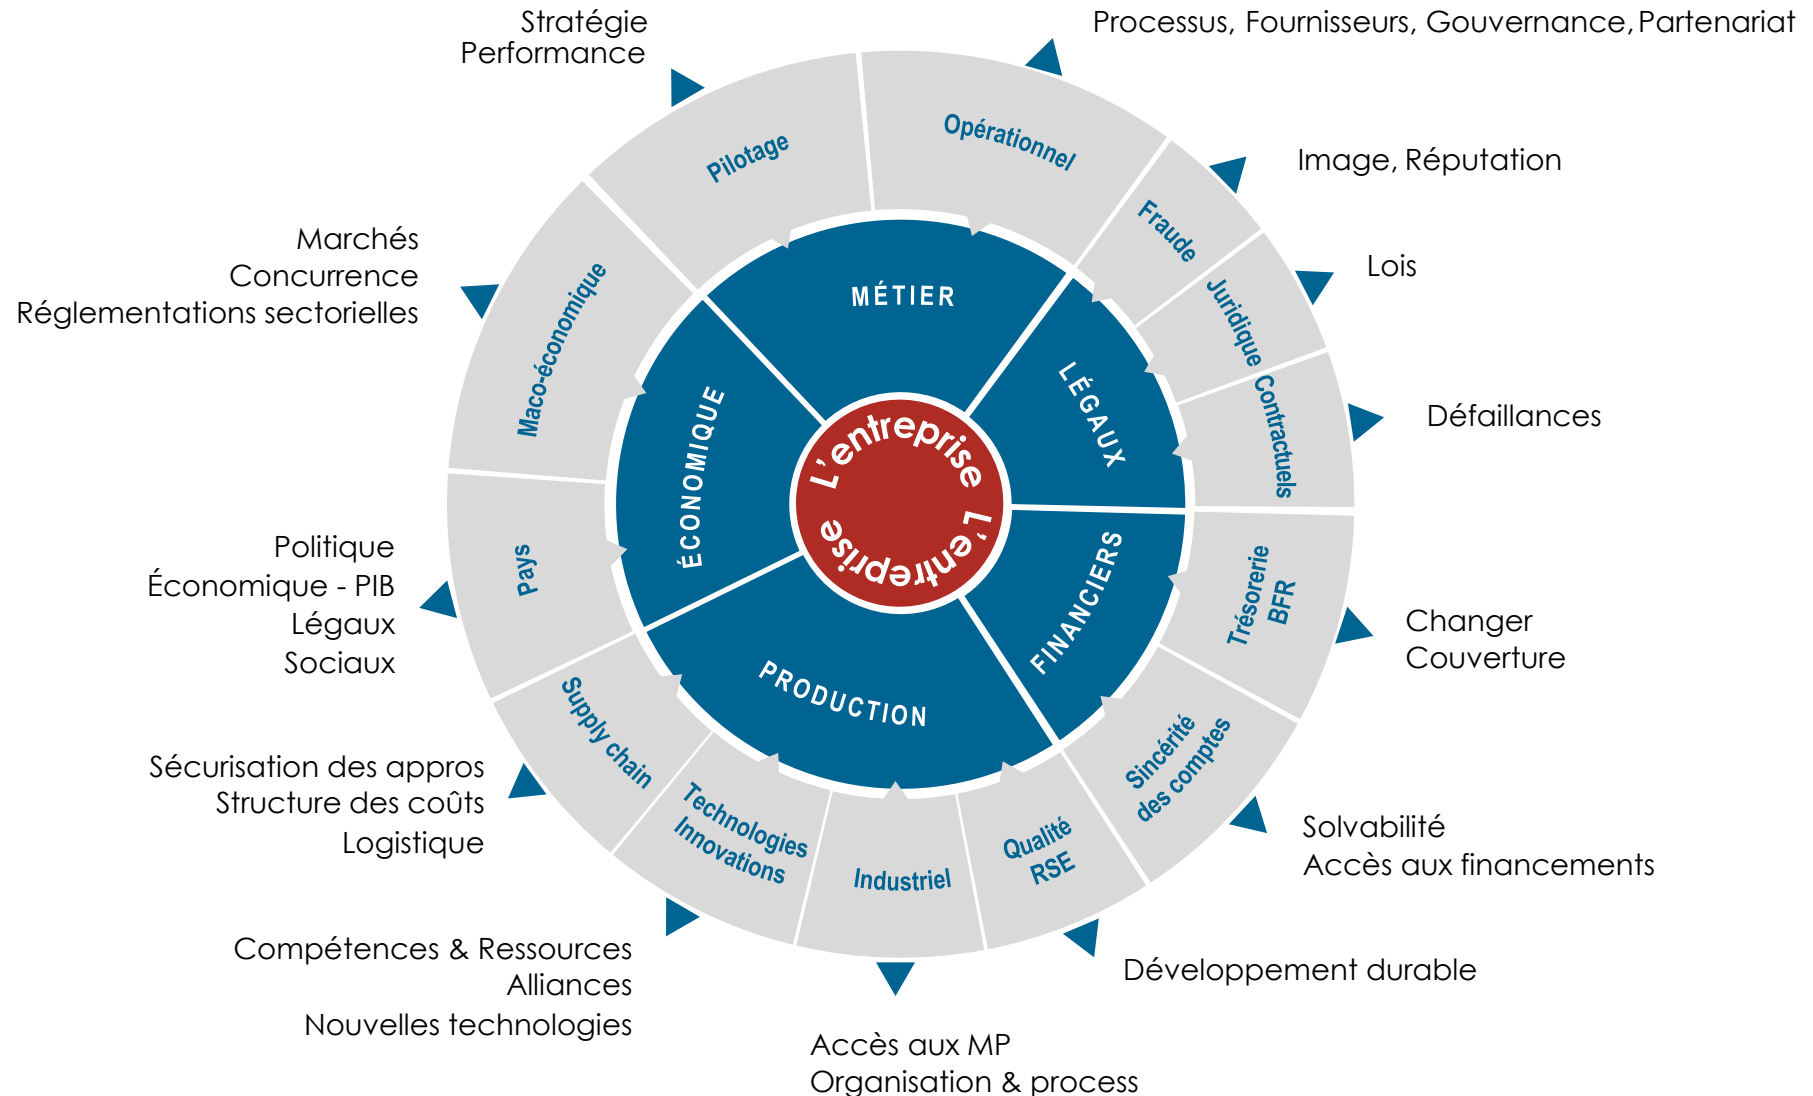 Stratégie
Performance
Processus, Fournisseurs, Gouvernance, Partenariat
Pilotage
Opérationnel
Image, Réputation
Fraude
Marchés
Concurrence
Réglementations sectorielles
Lois
Juridique
Maco-économique
MÉTIER
LÉGAUX
ÉCONOMIQUE
Contractuels
Défaillances
L'entreprise
L'entreprise
Politique
Économique - PIB
Légaux
Sociaux
Pays
FINANCIERS
Trésorerie
BFR
Changer
Couverture
PRODUCTION
Supply chain
Sincérité
des comptes
Sécurisation des appros
Structure des coûts
Logistique
Technologies
Innovations
Industriel
Qualité
RSE
Solvabilité
Accès aux financements
Compétences & Ressources
Alliances
Nouvelles technologies
Développement durable
Accès aux MP
Organisation & process